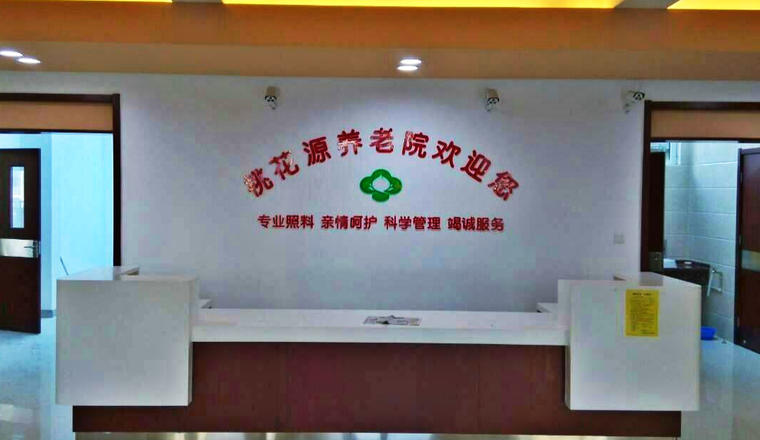 桃花源养老院欢迎您
专业照料 亲情呵护 科学管理 竭诚服务